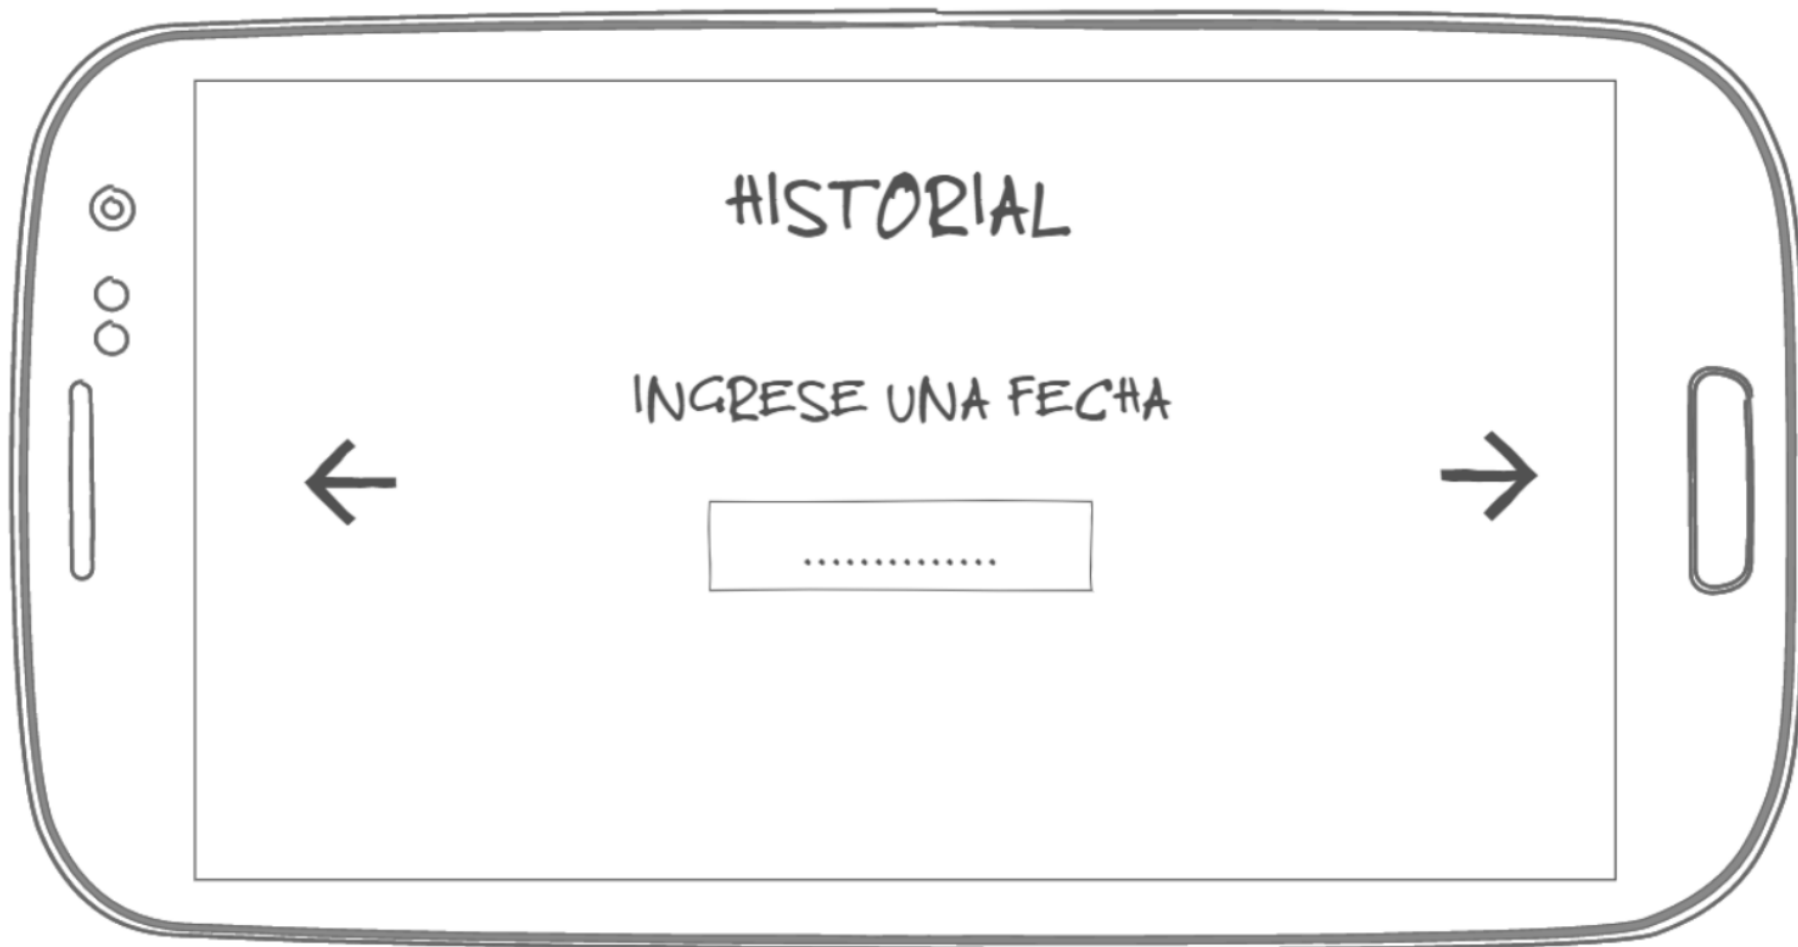 HISTORIAL
INGRESE UNA FECHA
..............